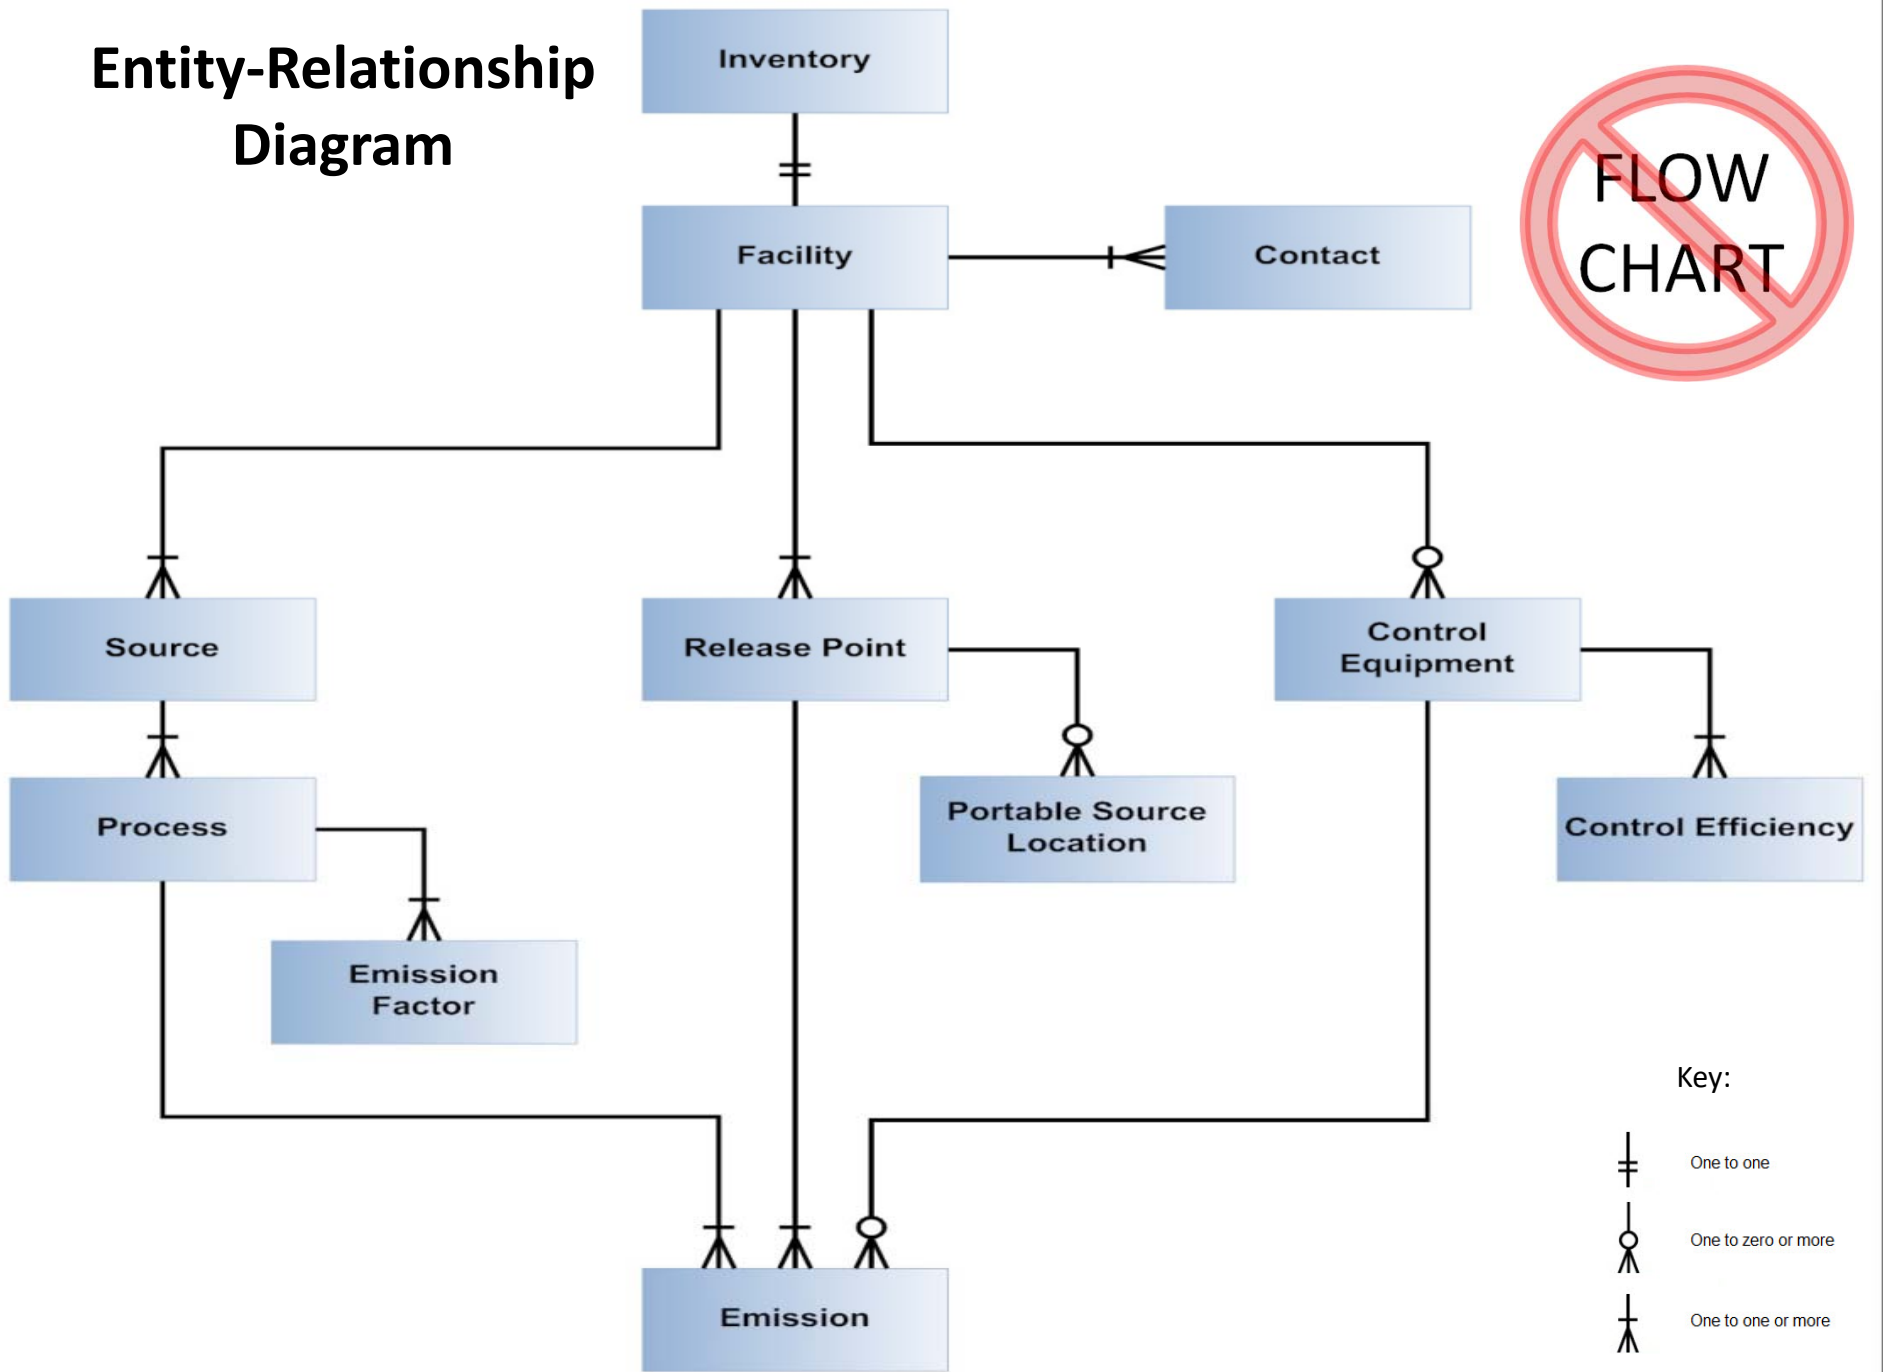 Entity-Relationship
Diagram
Inventory
FLOW
CHART
Facility
Contact
Source
Release Point
Control
Equipment
Process
Portable Source
Location
Control Efficiency
Emission
Factor
Key:
One to one
One to zero or more
One to one or more
Emission